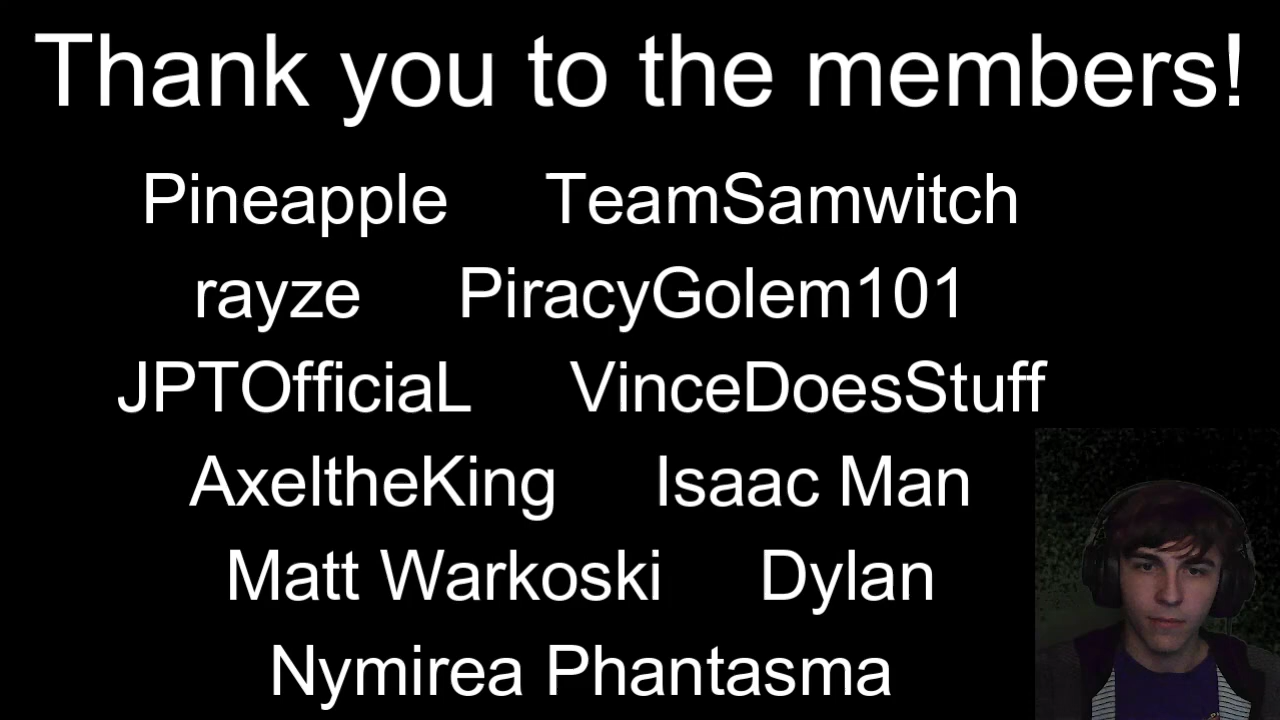 Thank you to the members!
Pineapple TeamSamwitch
rayze PiracyGolem101
JPTOfficiaL VinceDoesStuff
AxeltheKing Isaac Man
Matt Warkoski Dylan
Nymirea Phantasma